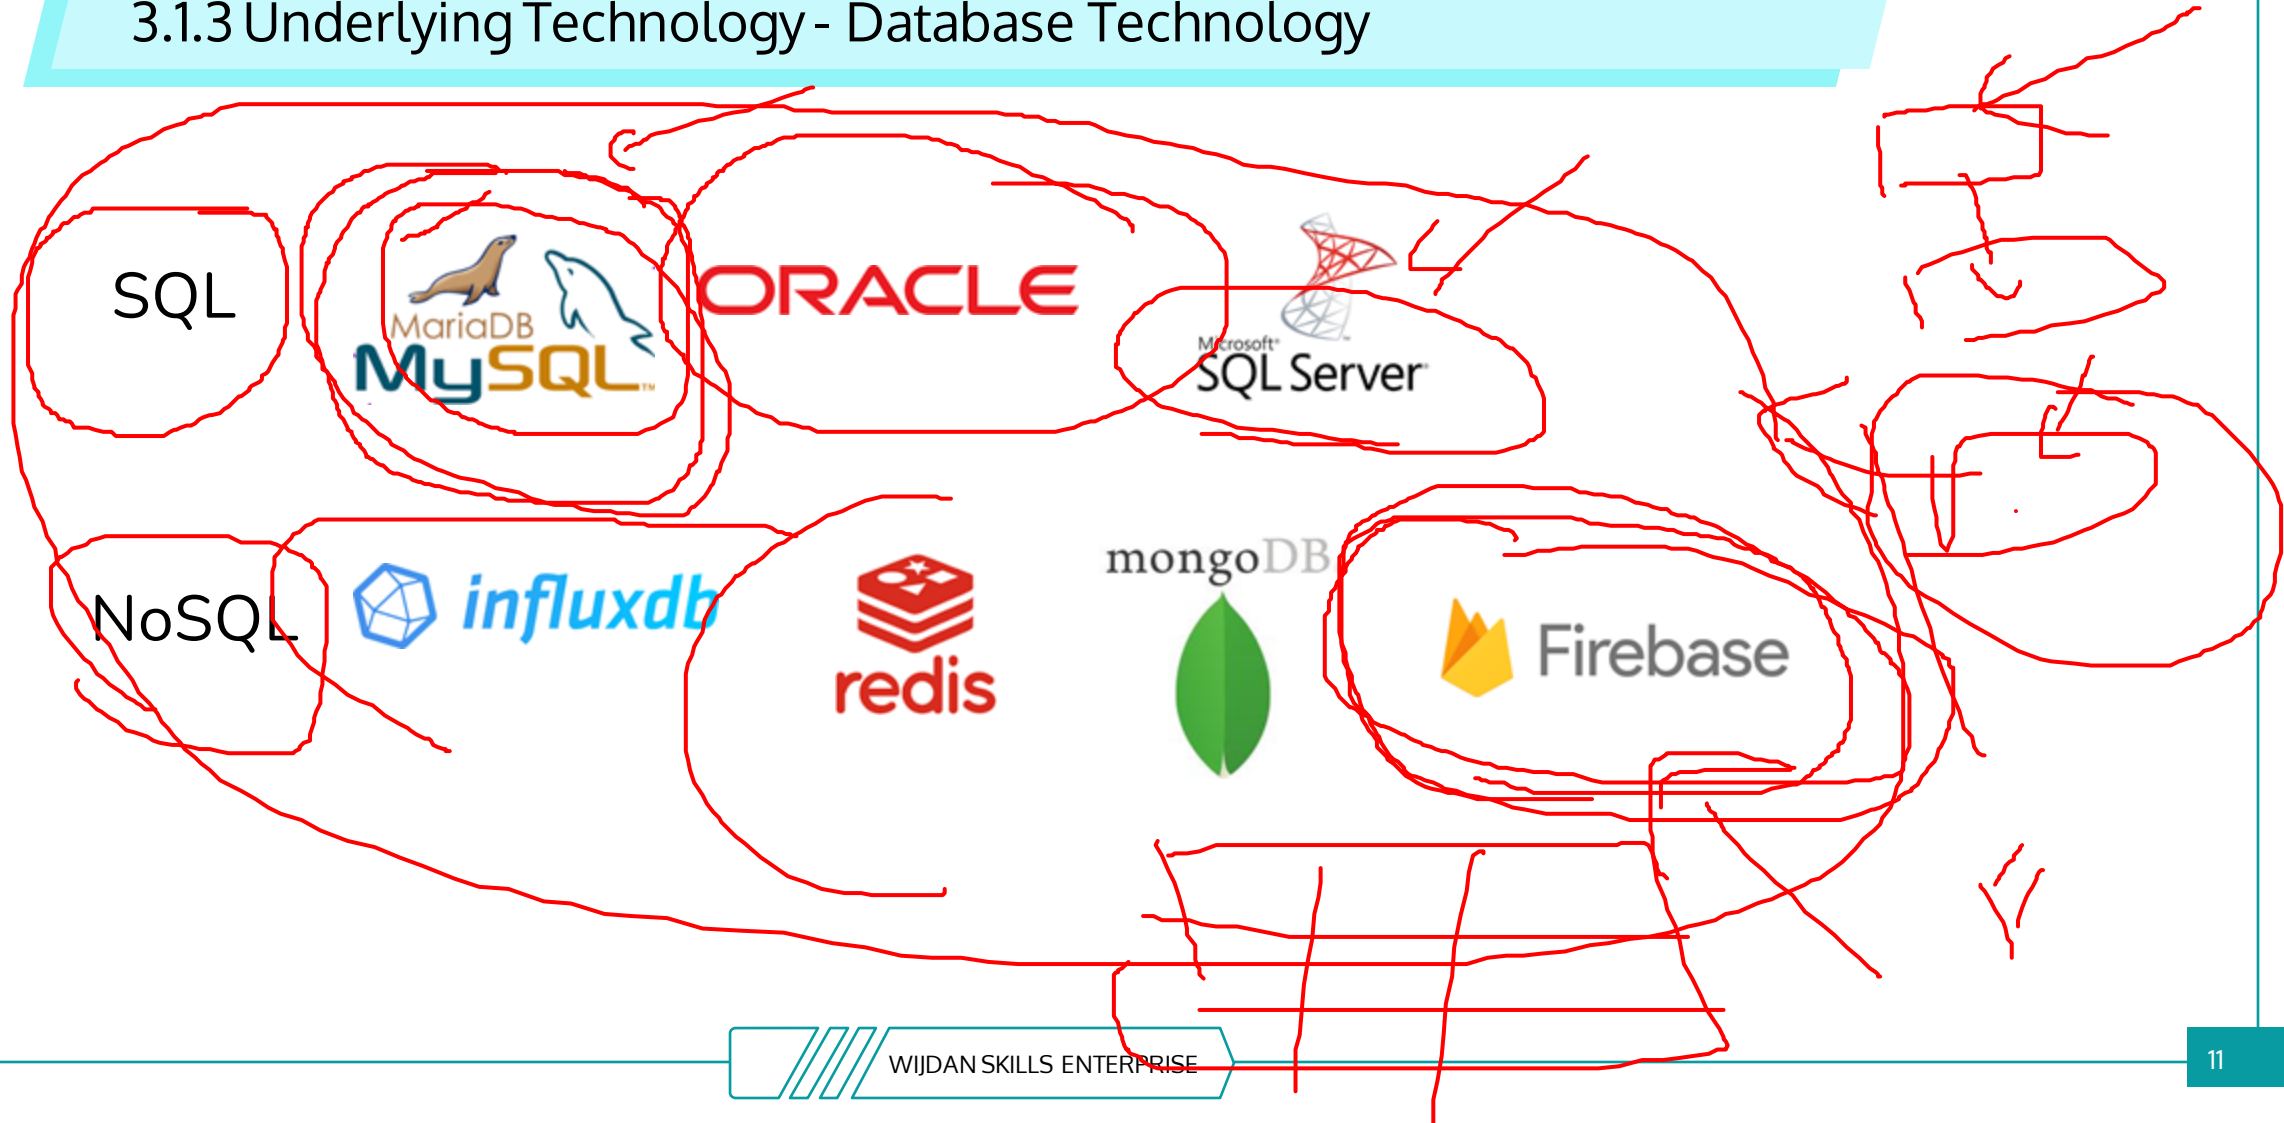 3.1.3 Underlying Technology - Database Technology
SQL
MariaDB
MySQL™
ORACLE
Microsoft®
SQL Server
NoSQL
influxdb
redis
mongoDB
Firebase
WIJDAN SKILLS ENTERPRISE
11